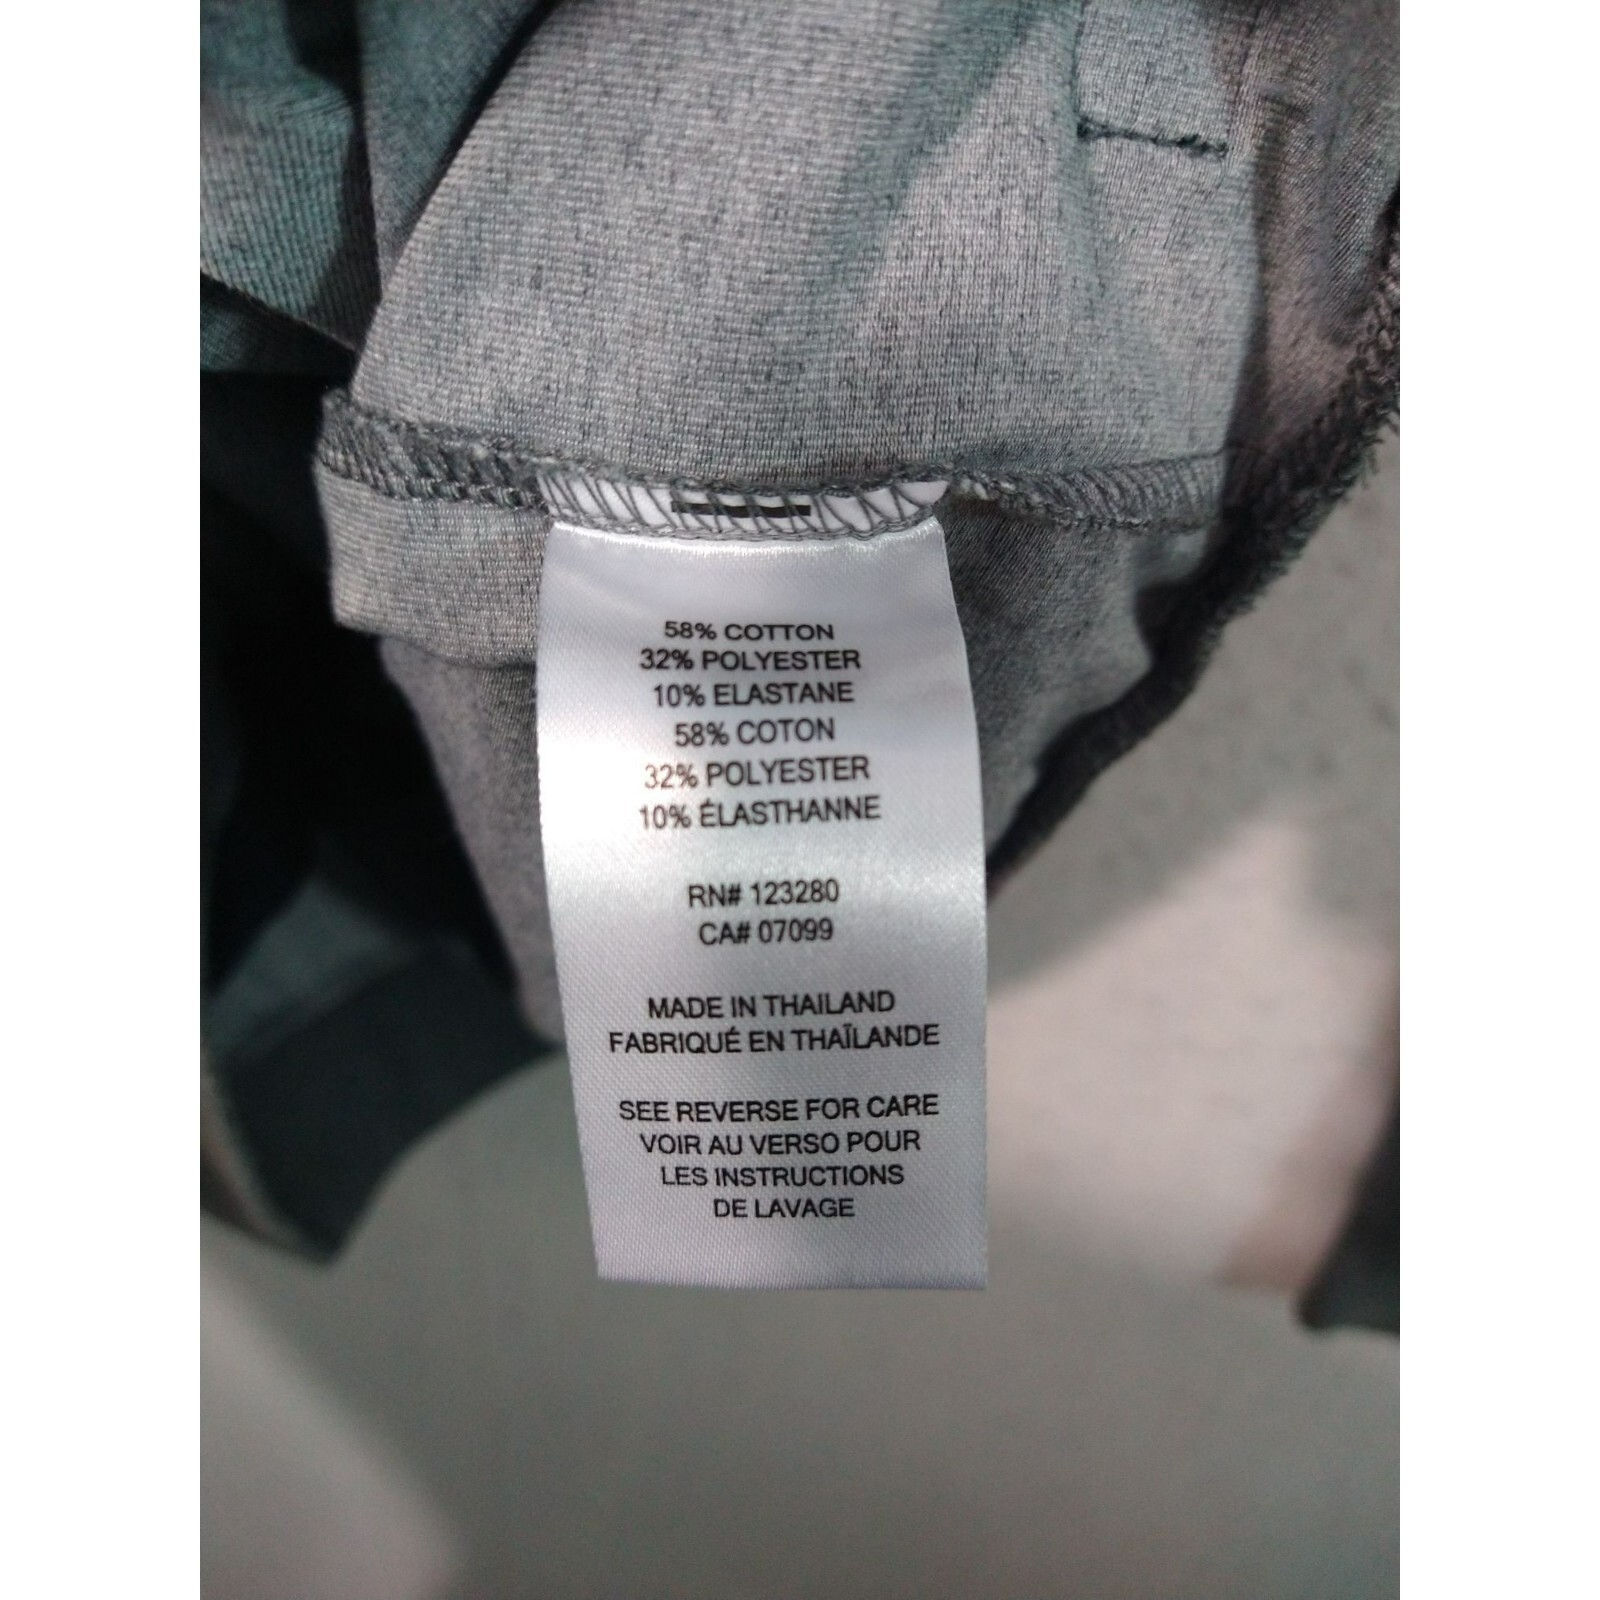 58% COTTON
32% POLYESTER
10% ELASTANE
58% COTON
32% POLYESTER
10% ÉLASTHANNE
RN# 123280
CA# 07099
MADE IN THAILAND
FABRIQUÉ EN THAÏLANDE
SEE REVERSE FOR CARE
VOIR AU VERSO POUR
LES INSTRUCTIONS
DE LAVAGE